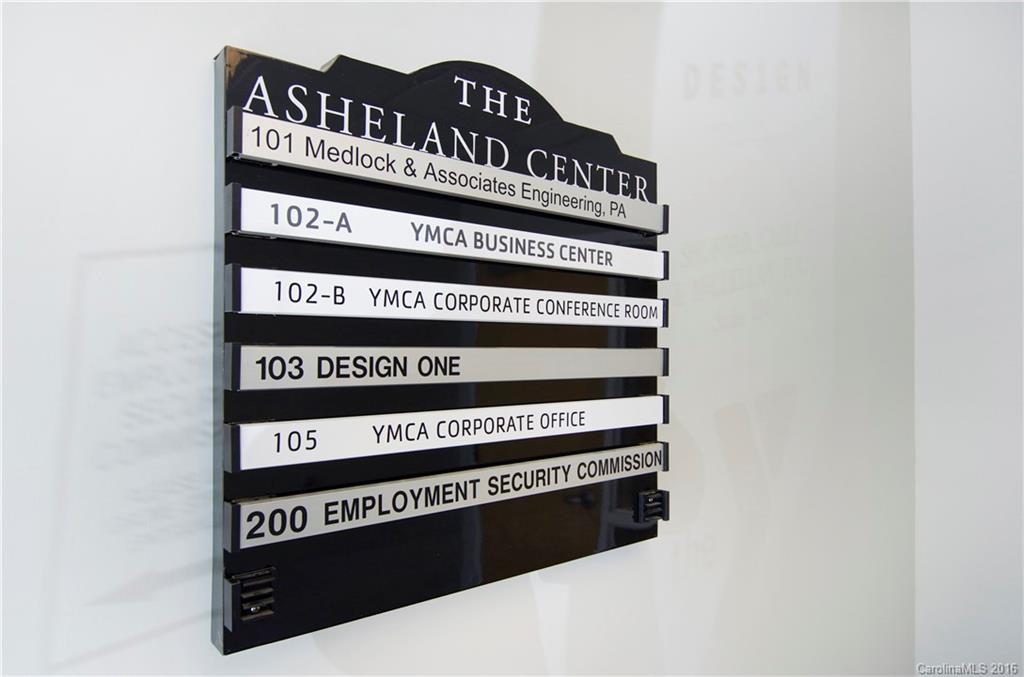 THE
ASHELAND CENTER
101 Medlock & Associates Engineering, PA
102-A YMCA BUSINESS CENTER
102-B YMCA CORPORATE CONFERENCE ROOM
103 DESIGN ONE
105 YMCA CORPORATE OFFICE
200 EMPLOYMENT SECURITY COMMISSION
DESIGN
CarolinaMLS 2016